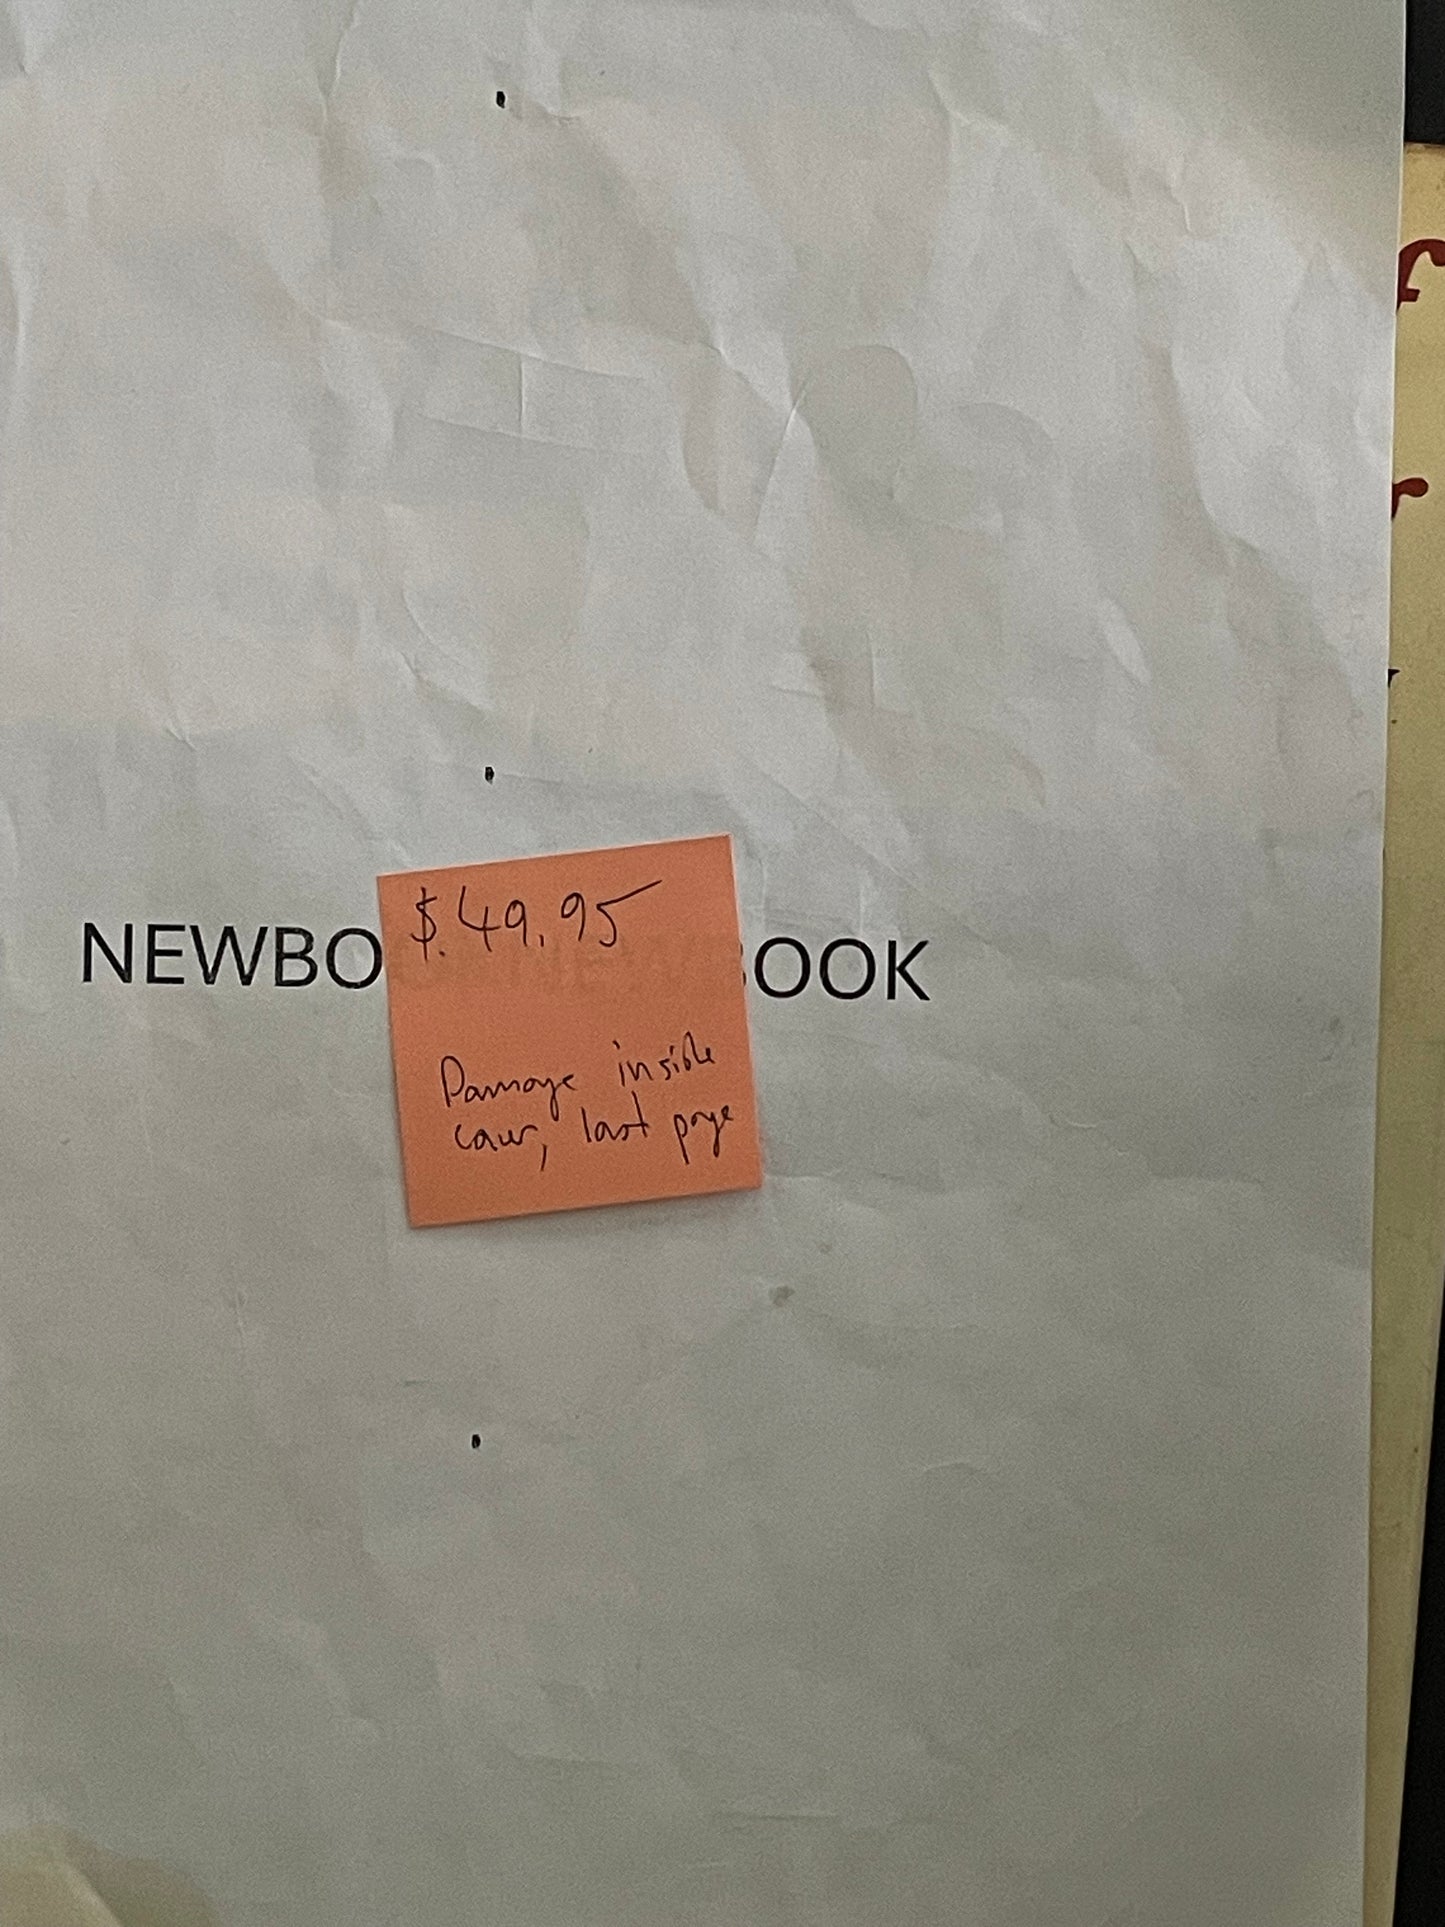 $.49.95
NEWBO OOK
Damage inside
cover, last page